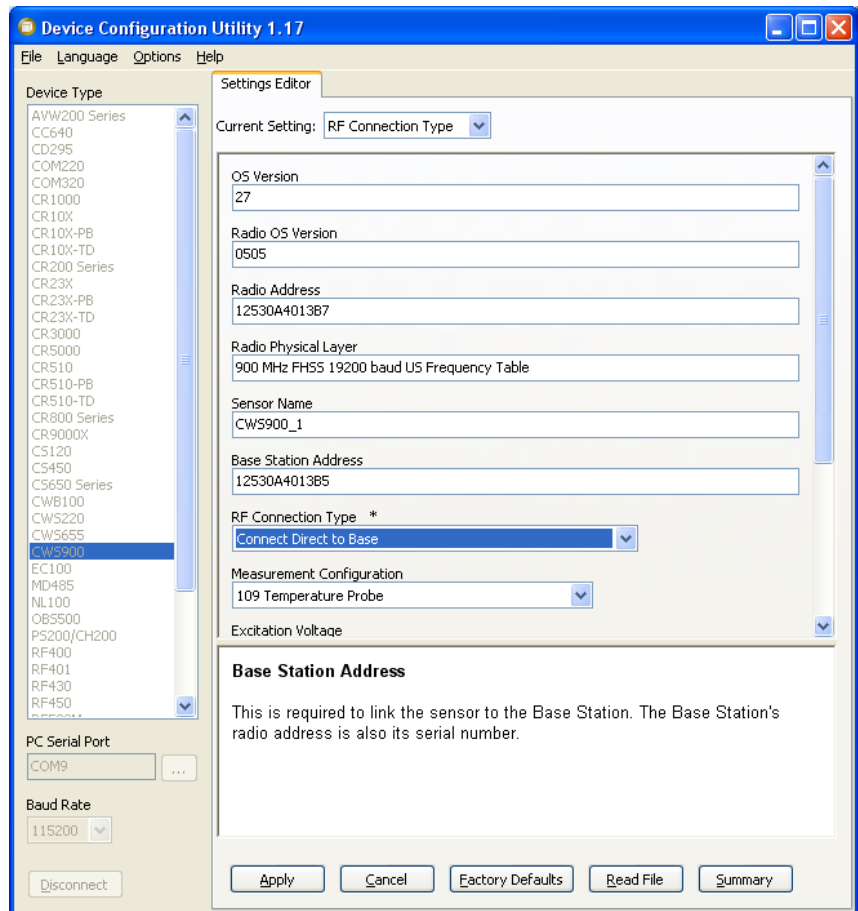 Device Configuration Utility 1.17
File Language Options Help
Device Type
AVW200 Series
CC640
CD295
COM220
COM320
CR1000
CR10X
CR10X-PB
CR10X-TD
CR200 Series
CR23X
CR23X-PB
CR23X-TD
CR3000
CR5000
CR510
CR510-PB
CR510-TD
CR800 Series
CR9000X
CS120
CS450
CS650 Series
CWB100
CWS220
CWS655
CWS900
EC100
MD485
NL100
OBS500
PS200/CH200
RF400
RF401
RF430
RF450
PC Serial Port
COM9
...
Baud Rate
115200
Disconnect
Settings Editor
Current Setting: RF Connection Type
OS Version
27
Radio OS Version
0505
Radio Address
12530A4013B7
Radio Physical Layer
900 MHz FHSS 19200 baud US Frequency Table
Sensor Name
CWS900_1
Base Station Address
12530A4013B5
RF Connection Type *
Connect Direct to Base
Measurement Configuration
109 Temperature Probe
Excitation Voltage
Base Station Address
This is required to link the sensor to the Base Station. The Base Station's
radio address is also its serial number.
Apply Cancel Factory Defaults Read File Summary